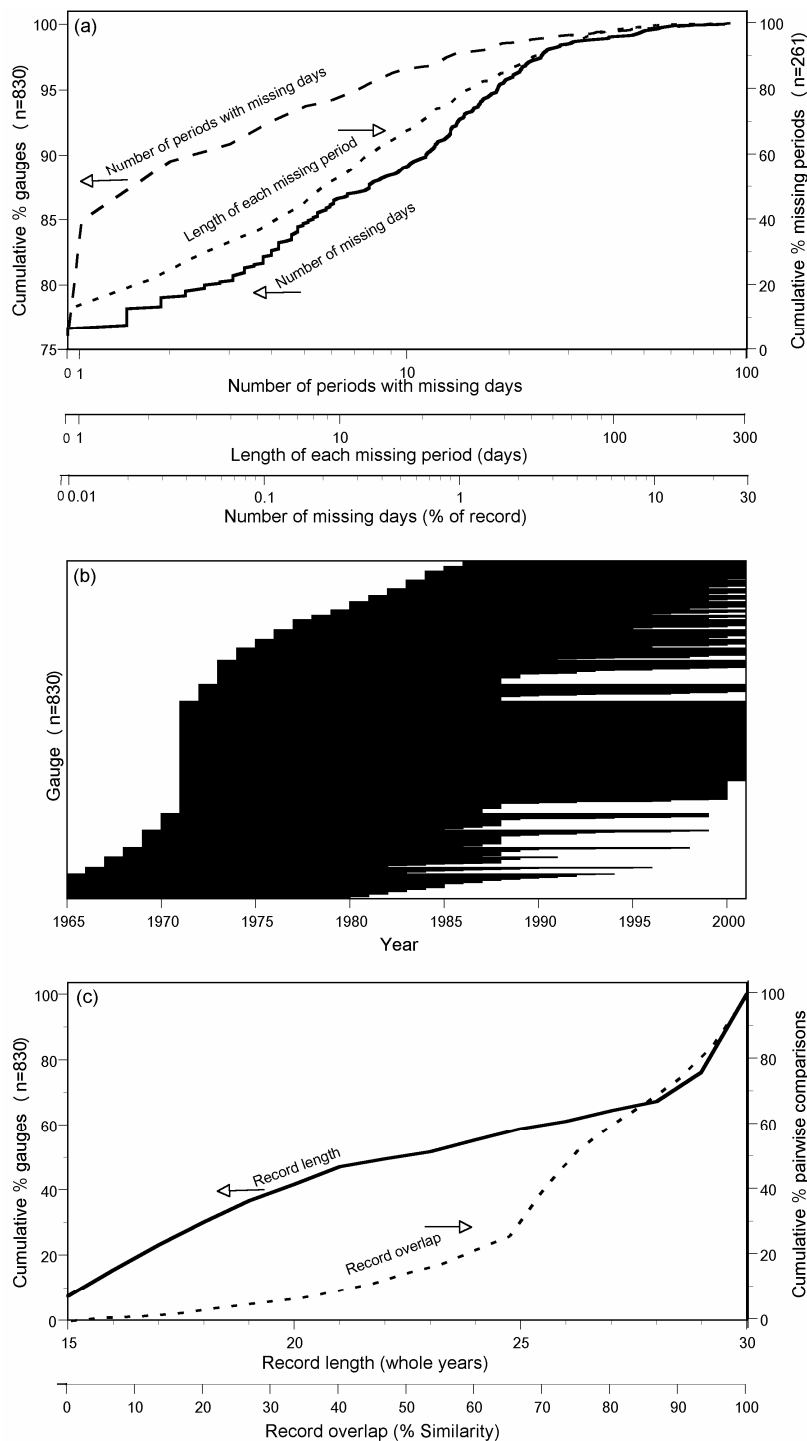 (a)
Cumulative % gauges ( n=830)
100
95
90
85
80
75
Cumulative % missing periods ( n=261)
100
80
60
40
20
0
Number of periods with missing days
Length of each missing period
Number of missing days
0 1 10 100
Number of periods with missing days
0 1 10 100 300
Length of each missing period (days)
0 0.01 0.1 1 10 30
Number of missing days (% of record)
(b)
Gauge ( n=830)
1965 1970 1975 1980 1985 1990 1995 2000
Year
(c)
Cumulative % gauges ( n=830)
100
80
60
40
20
0
Cumulative % pairwise comparisons
100
80
60
40
20
0
Record length
Record overlap
15 20 25 30
Record length (whole years)
0 10 20 30 40 50 60 70 80 90 100
Record overlap (% Similarity)